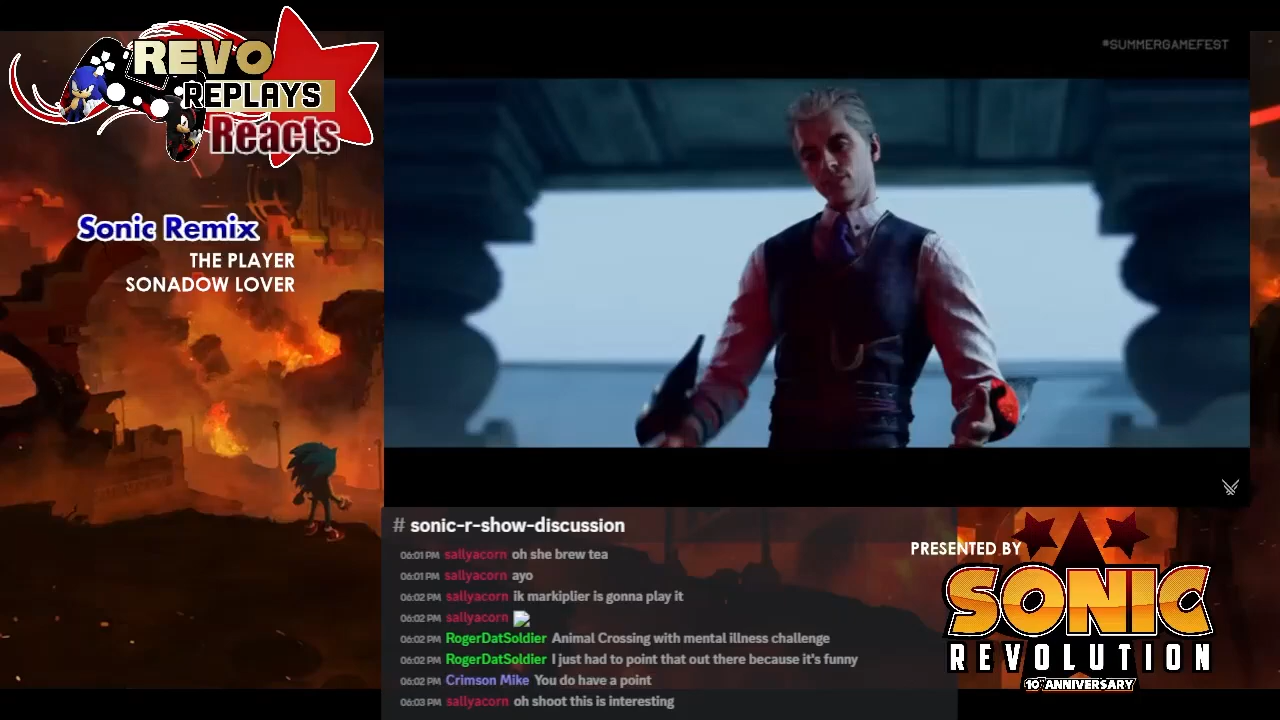 REVO
REPLAYS
Reacts
#SUMMERGAMEFEST
Sonic Remix
THE PLAYER
SONADOW LOVER
# sonic-r-show-discussion
06:01 PM sallyacorn oh she brew tea
06:01 PM sallyacorn ayo
06:02 PM sallyacorn ik markiplier is gonna play it
06:02 PM sallyacorn
06:02 PM RogerDatSoldier Animal Crossing with mental illness challenge
06:02 PM RogerDatSoldier I just had to point that out there because it's funny
06:02 PM Crimson Mike You do have a point
06:03 PM sallyacorn oh shoot this is interesting
PRESENTED BY
SONIC
REVOLUTION
10TH ANNIVERSARY